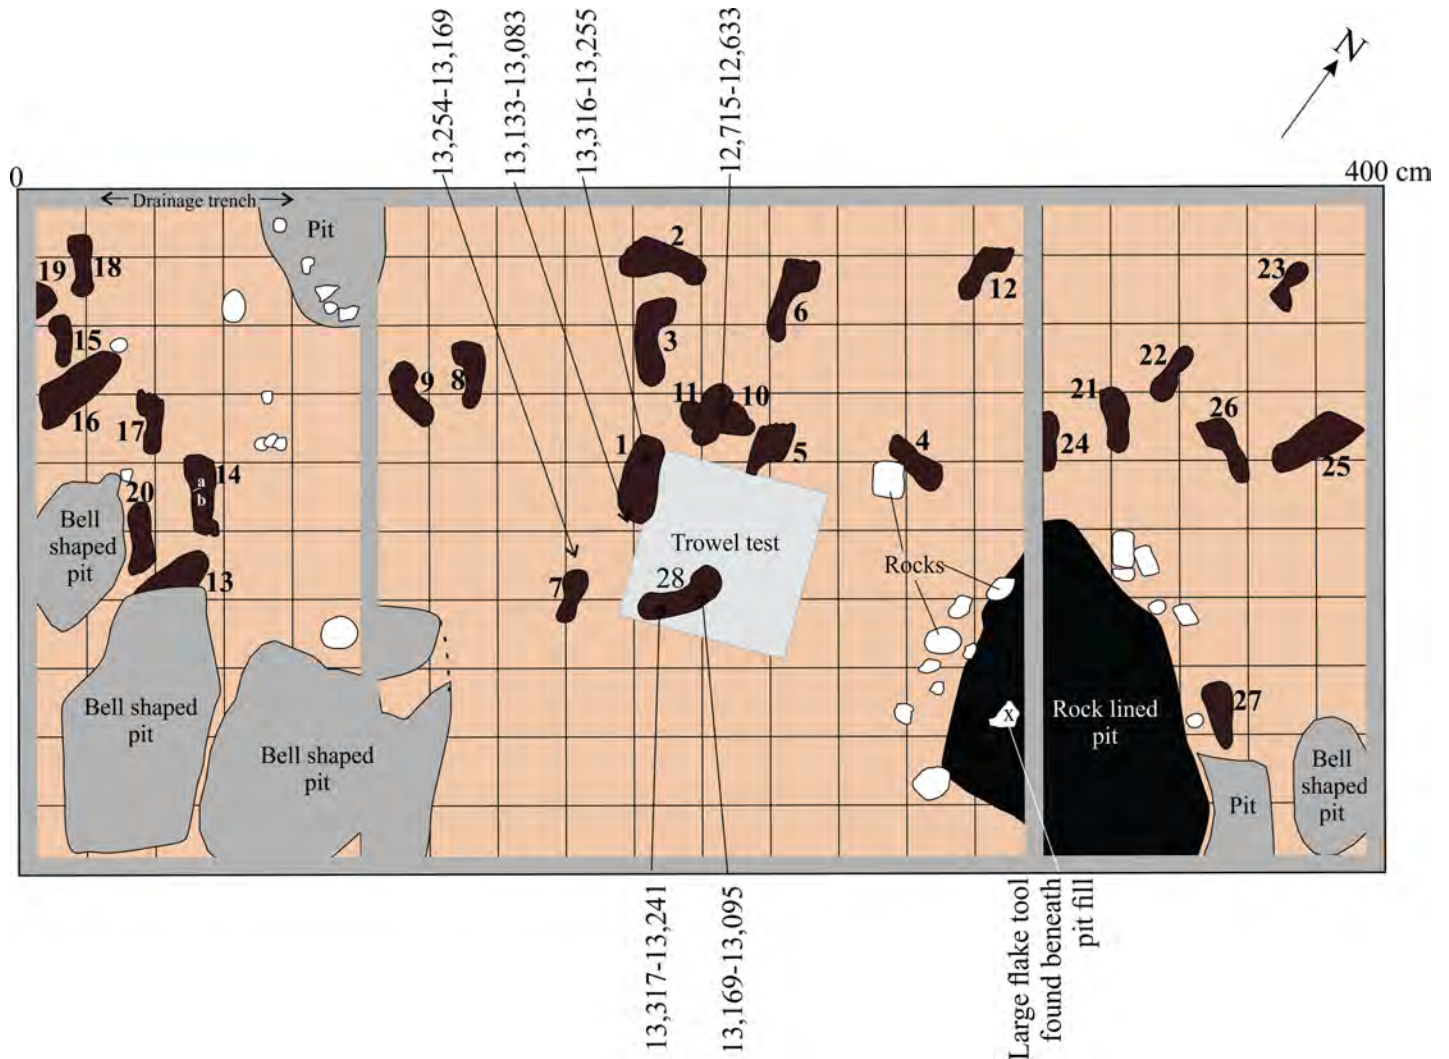 13,254-13,169
13,133-13,083
13,316-13,255
12,715-12,633
N
0
400 cm
Drainage trench
Pit
2
18
19
23
12
6
15
3
22
9
8
16
11
10
21
26
17
1
5
4
24
25
14
a
b
20
Bell
shaped
pit
Trowel test
Rocks
13
7
28
27
Bell shaped
pit
x
Rock lined
pit
Bell shaped
pit
Bell
shaped
pit
Pit
13,317-13,241
13,169-13,095
Large flake tool
found beneath
pit fill